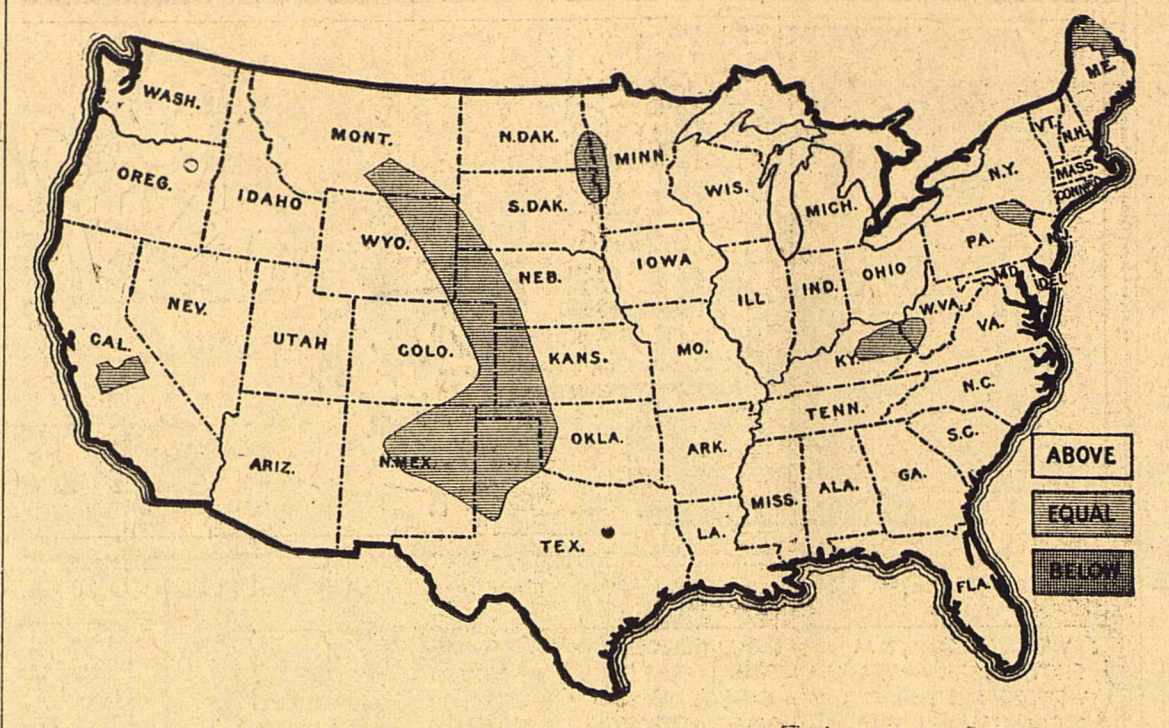 WASH.
MONT.
N.DAK.
MINN.
ME.
VT.
N.H.
OREG.
IDAHO
S.DAK.
WIS.
MICH.
N.Y.
MASS.
CONN.
WYO.
NEB.
IOWA
PA.
NEV.
UTAH
COLO.
KANS.
MO.
ILL
IND.
OHIO
W.VA.
MD.
DEL
VA.
CAL.
KY.
N.C.
TENN.
S.C.
ARIZ.
N.MEX.
OKLA.
ARK.
MISS.
ALA.
GA.
TEX.
LA.
FLA.
ABOVE
EQUAL
BELOW